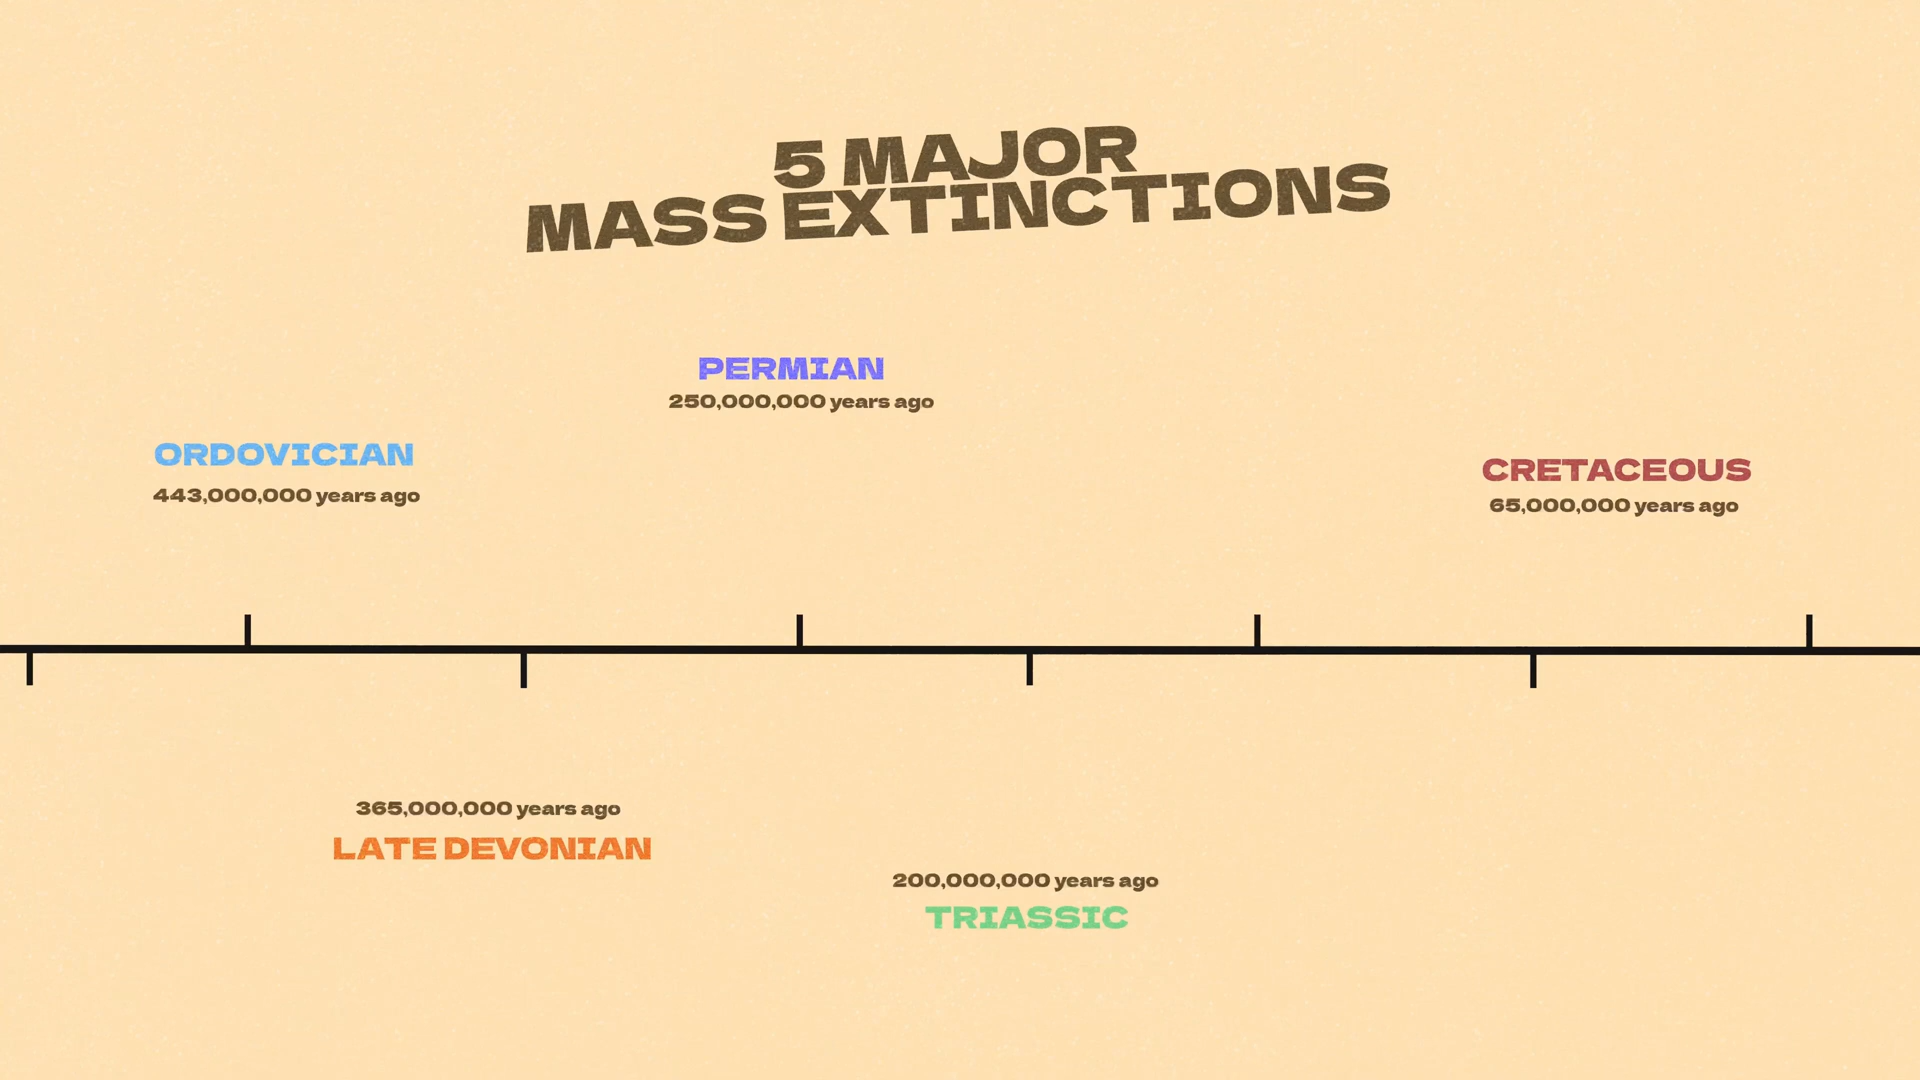 5 MAJOR
MASS EXTINCTIONS
PERMIAN
250,000,000 years ago
ORDOVICIAN
443,000,000 years ago
CRETACEOUS
65,000,000 years ago
365,000,000 years ago
LATE DEVONIAN
200,000,000 years ago
TRIASSIC